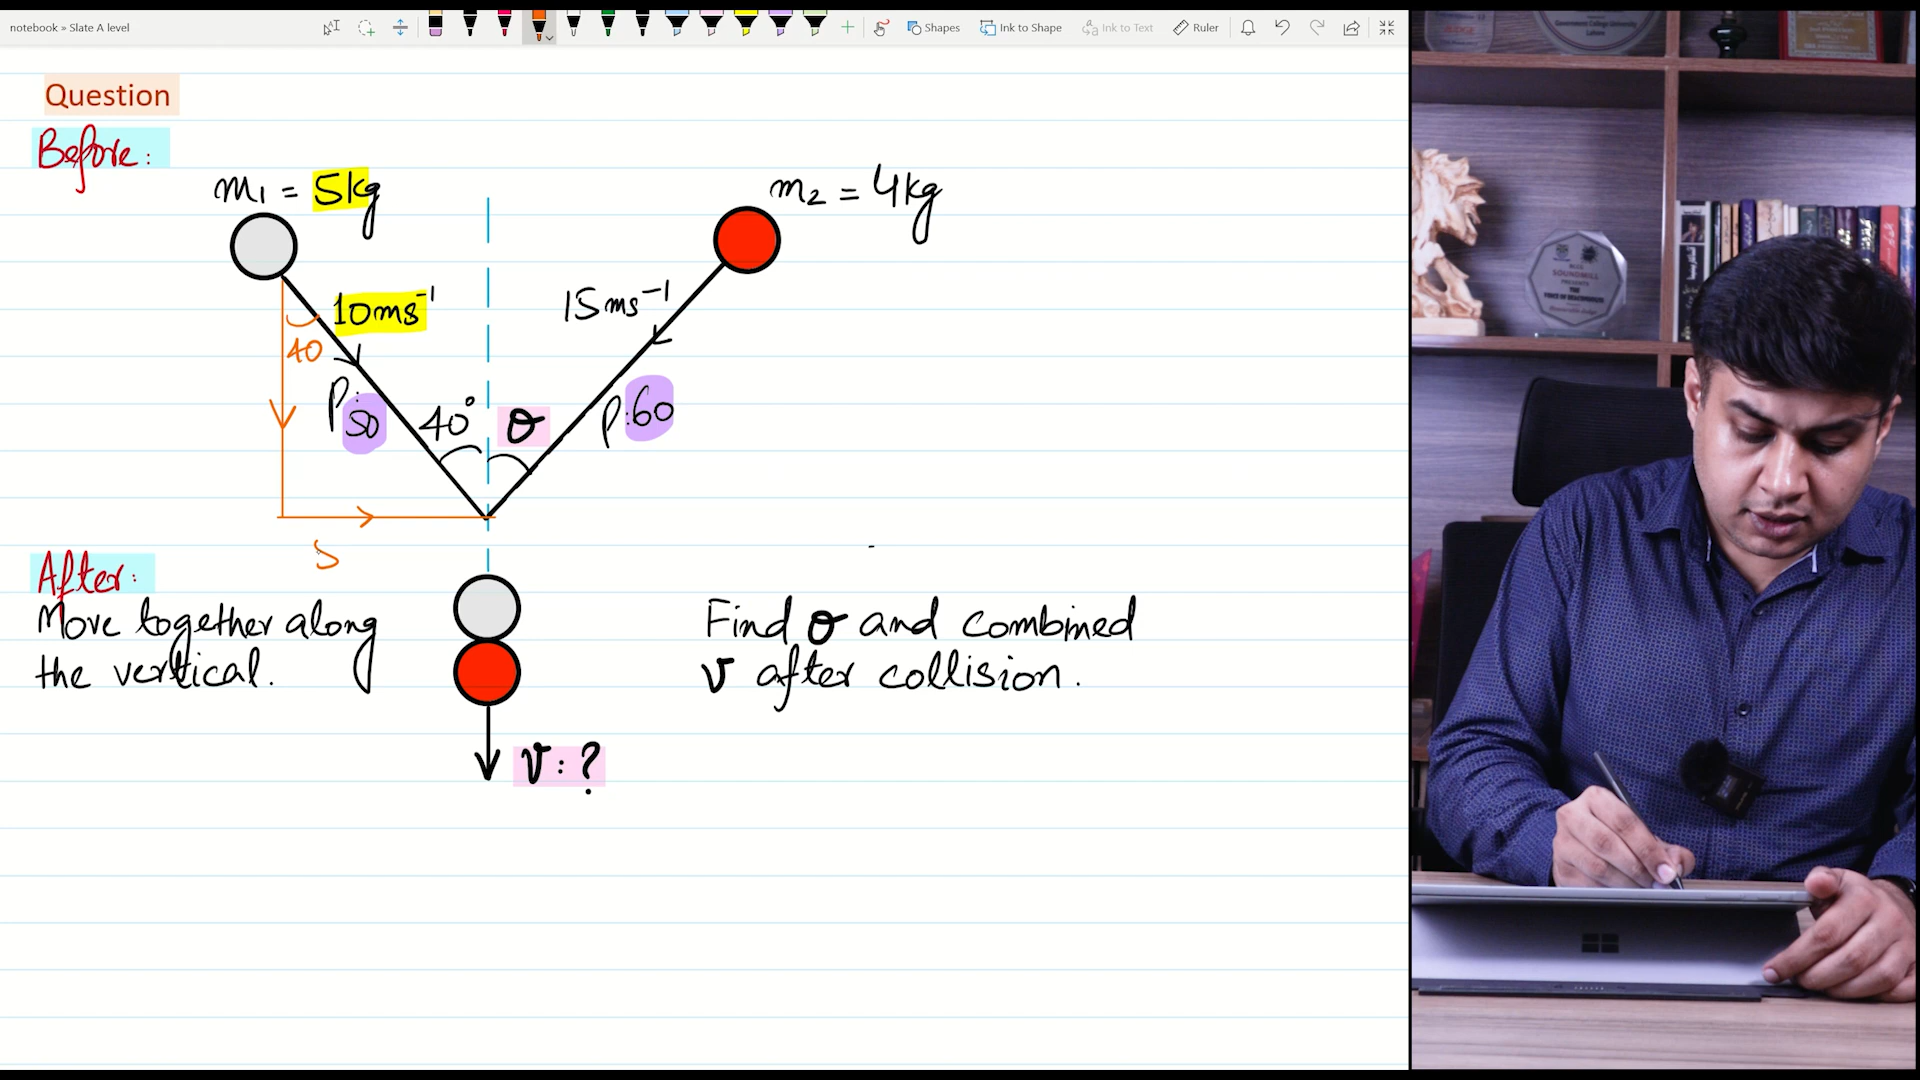 notebook » Slate A level
Shapes
Ink to Shape
Ink to Text
Ruler
Question
Before:
m1 = 5kg
m2 = 4kg
10ms⁻¹
15ms⁻¹
40
P: 50
40°
θ
P: 60
S
After:
Move together along
the vertical.
Find θ and combined
v after collision.
v: ?